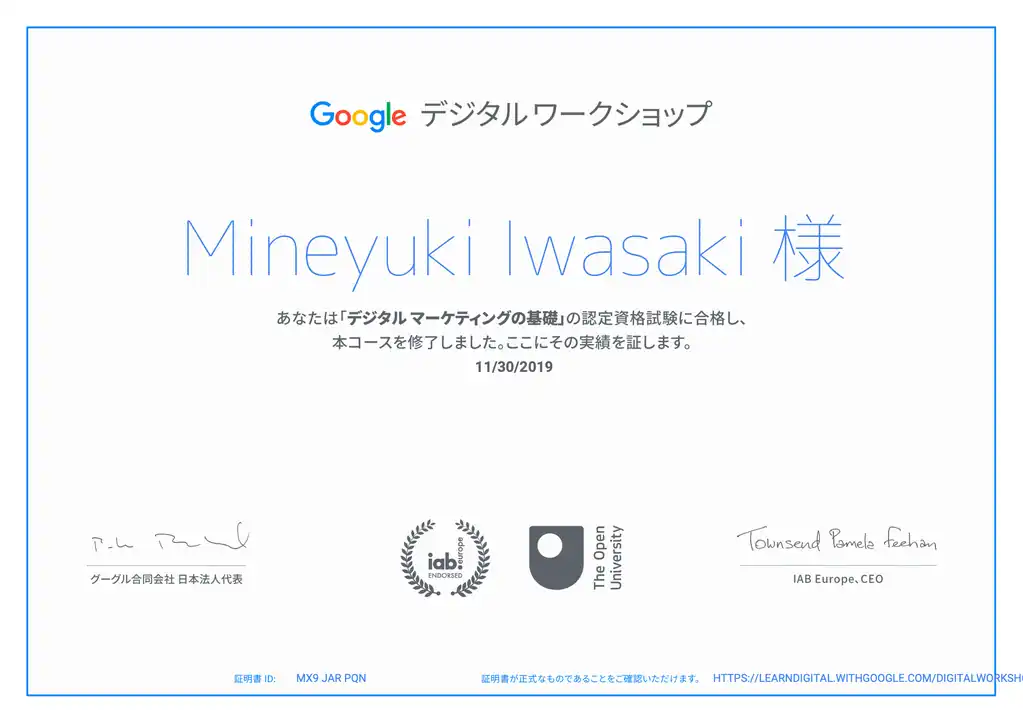 Google デジタル ワークショップ
Mineyuki Iwasaki 様
あなたは「デジタル マーケティングの基礎」の認定資格試験に合格し、
本コースを修了しました。ここにその実績を証します。
11/30/2019
グーグル合同会社 日本法人代表
iab. europe
ENDORSED
The Open
University
Townsend Pamela Feehan
IAB Europe、CEO
証明書 ID: MX9 JAR PQN
証明書が正式なものであることをご確認いただけます。 HTTPS://LEARNDIGITAL.WITHGOOGLE.COM/DIGITALWORKSH